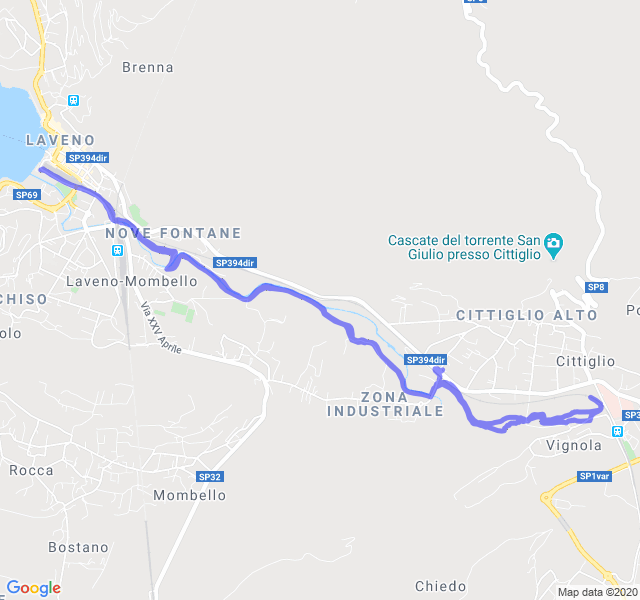 Brenna
LAVENO
SP394dir
SP69
NOVE FONTANE
Cascate del torrente San
Giulio presso Cittiglio
SP394dir
Laveno-Mombello
SP8
CHISO
Via XXV Aprile
CITTIGLIO ALTO
olo
SP394dir
Cittiglio
ZONA
INDUSTRIALE
SP3
Vignola
Rocca
SP32
SP1var
Mombello
Bostano
Chiedo
Google
Map data ©2020